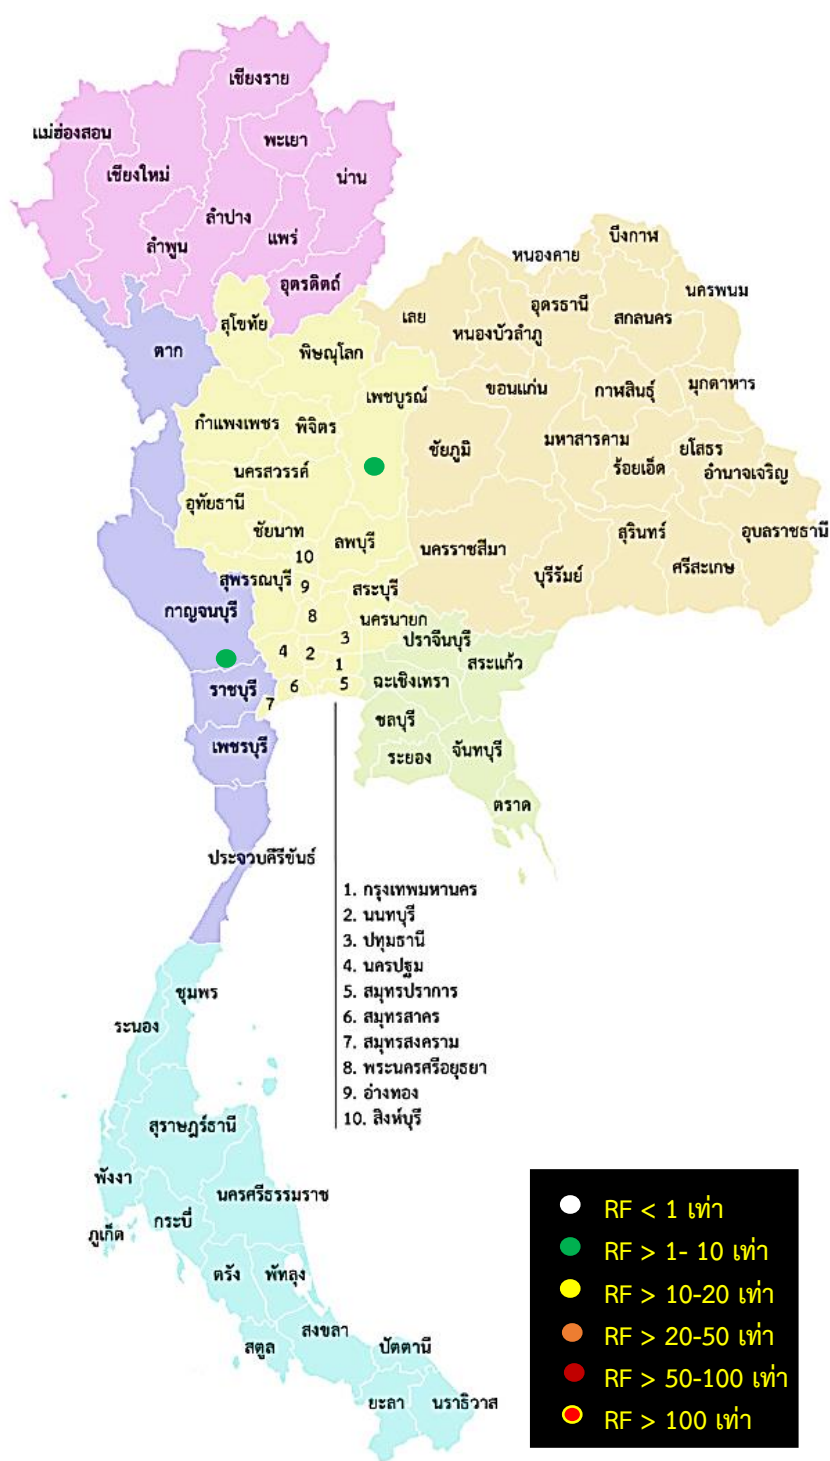 เชียงราย
แม่ฮ่องสอน
พะเยา
เชียงใหม่
น่าน
ลำปาง
แพร่
ลำพูน
อุตรดิตถ์
บึงกาฬ
หนองคาย
นครพนม
อุดรธานี
สกลนคร
เลย
หนองบัวลำภู
สุโขทัย
ตาก
พิษณุโลก
เพชบูรณ์
ขอนแก่น
กาฬสินธุ์
มุกดาหาร
กำแพงเพชร
พิจิตร
ชัยภูมิ
มหาสารคาม
ยโสธร
ร้อยเอ็ด
อำนาจเจริญ
นครสวรรค์
อุทัยธานี
ชัยนาท
ลพบุรี
นครราชสีมา
สุรินทร์
อุบลราชธานี
บุรีรัมย์
ศรีสะเกษ
10
สุพรรณบุรี
9
สระบุรี
กาญจนบุรี
8
นครนายก
3
ปราจีนบุรี
4
2
1
สระแก้ว
ราชบุรี
6
5
ฉะเชิงเทรา
7
ชลบุรี
เพชรบุรี
ระยอง
จันทบุรี
ตราด
ประจวบคีรีขันธ์
1. กรุงเทพมหานคร
2. นนทบุรี
3. ปทุมธานี
4. นครปฐม
5. สมุทรปราการ
6. สมุทรสาคร
7. สมุทรสงคราม
8. พระนครศรีอยุธยา
9. อ่างทอง
10. สิงห์บุรี
ชุมพร
ระนอง
สุราษฎร์ธานี
พังงา
นครศรีธรรมราช
กระบี่
ภูเก็ต
ตรัง
พัทลุง
สงขลา
สตูล
ปัตตานี
ยะลา
นราธิวาส
RF < 1 เท่า
RF > 1- 10 เท่า
RF > 10-20 เท่า
RF > 20-50 เท่า
RF > 50-100 เท่า
RF > 100 เท่า